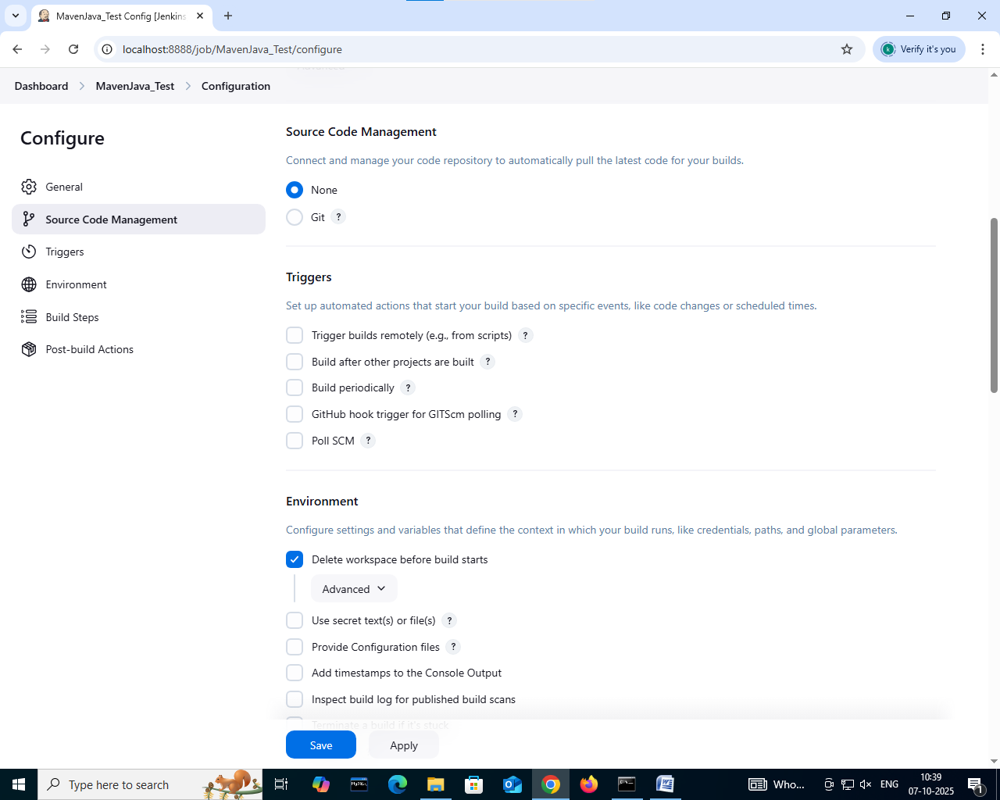 MavenJava_Test Config [Jenkins
localhost:8888/job/MavenJava_Test/configure
Verify it's you
Advanced
Dashboard
MavenJava_Test
Configuration
Configure
General
Source Code Management
Triggers
Environment
Build Steps
Post-build Actions
Source Code Management
Connect and manage your code repository to automatically pull the latest code for your builds.
None
Git ?
Triggers
Set up automated actions that start your build based on specific events, like code changes or scheduled times.
Trigger builds remotely (e.g., from scripts) ?
Build after other projects are built ?
Build periodically ?
GitHub hook trigger for GITScm polling ?
Poll SCM ?
Environment
Configure settings and variables that define the context in which your build runs, like credentials, paths, and global parameters.
Delete workspace before build starts
Advanced
Use secret text(s) or file(s) ?
Provide Configuration files ?
Add timestamps to the Console Output
Inspect build log for published build scans
Terminate a build if it's stuck
Save
Apply
Type here to search
Who...
ENG
10:39
07-10-2025
1